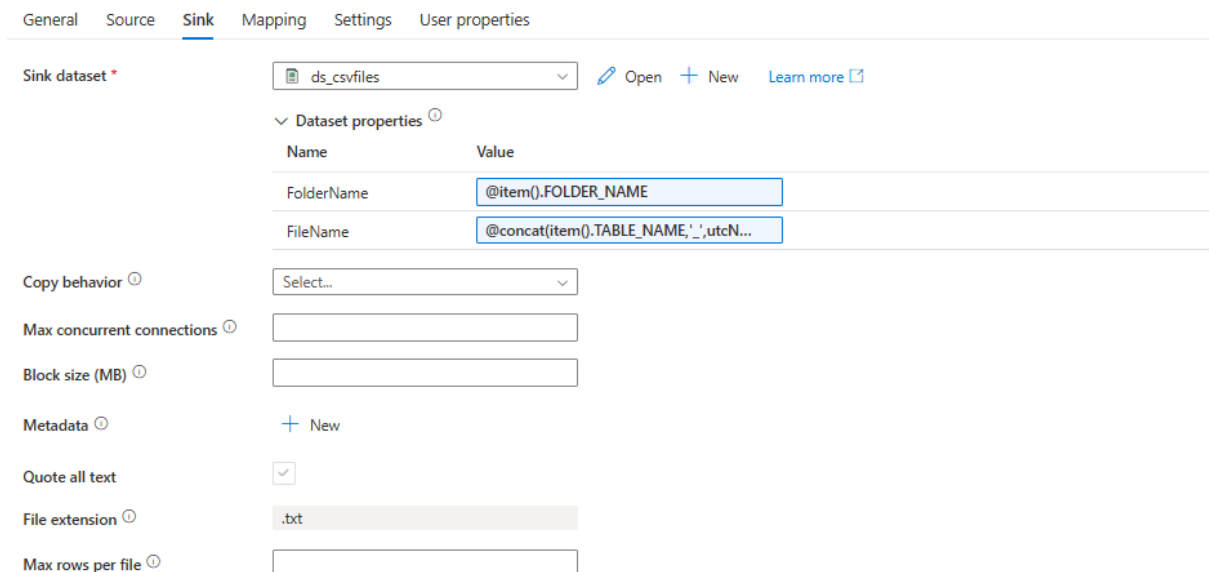 General Source Sink Mapping Settings User properties
Sink dataset * ds_csvfiles Open New Learn more
Dataset properties
Name Value
FolderName @item().FOLDER_NAME
FileName @concat(item().TABLE_NAME,'_',utcN...
Copy behavior Select...
Max concurrent connections
Block size (MB)
Metadata New
Quote all text
File extension .txt
Max rows per file